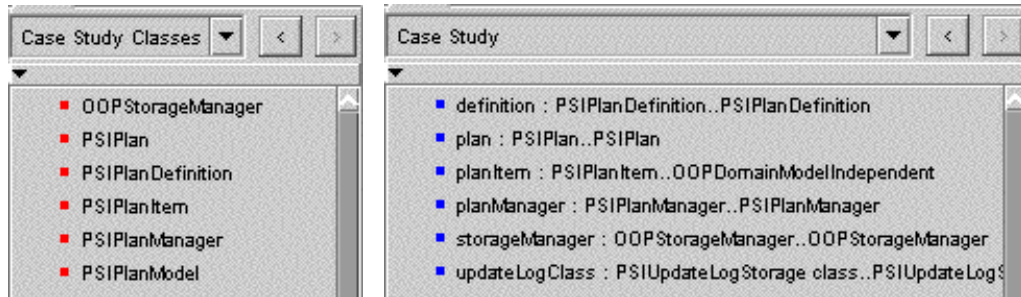 Case Study Classes
<
>
OOPStorageManager
PSIPlan
PSIPlanDefinition
PSIPlanItem
PSIPlanManager
PSIPlanModel
Case Study
<
>
definition : PSIPlanDefinition..PSIPlanDefinition
plan : PSIPlan..PSIPlan
planItem : PSIPlanItem..OOPDomainModelIndependent
planManager : PSIPlanManager..PSIPlanManager
storageManager : OOPStorageManager..OOPStorageManager
updateLogClass : PSIUpdateLogStorage class..PSIUpdateLogS